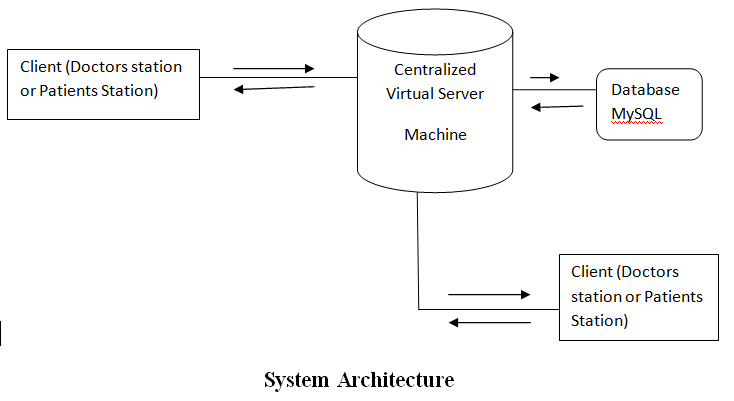 Client (Doctors station
or Patients Station)
Centralized
Virtual Server
Machine
Database
MySQL
Client (Doctors
station or Patients
Station)
System Architecture